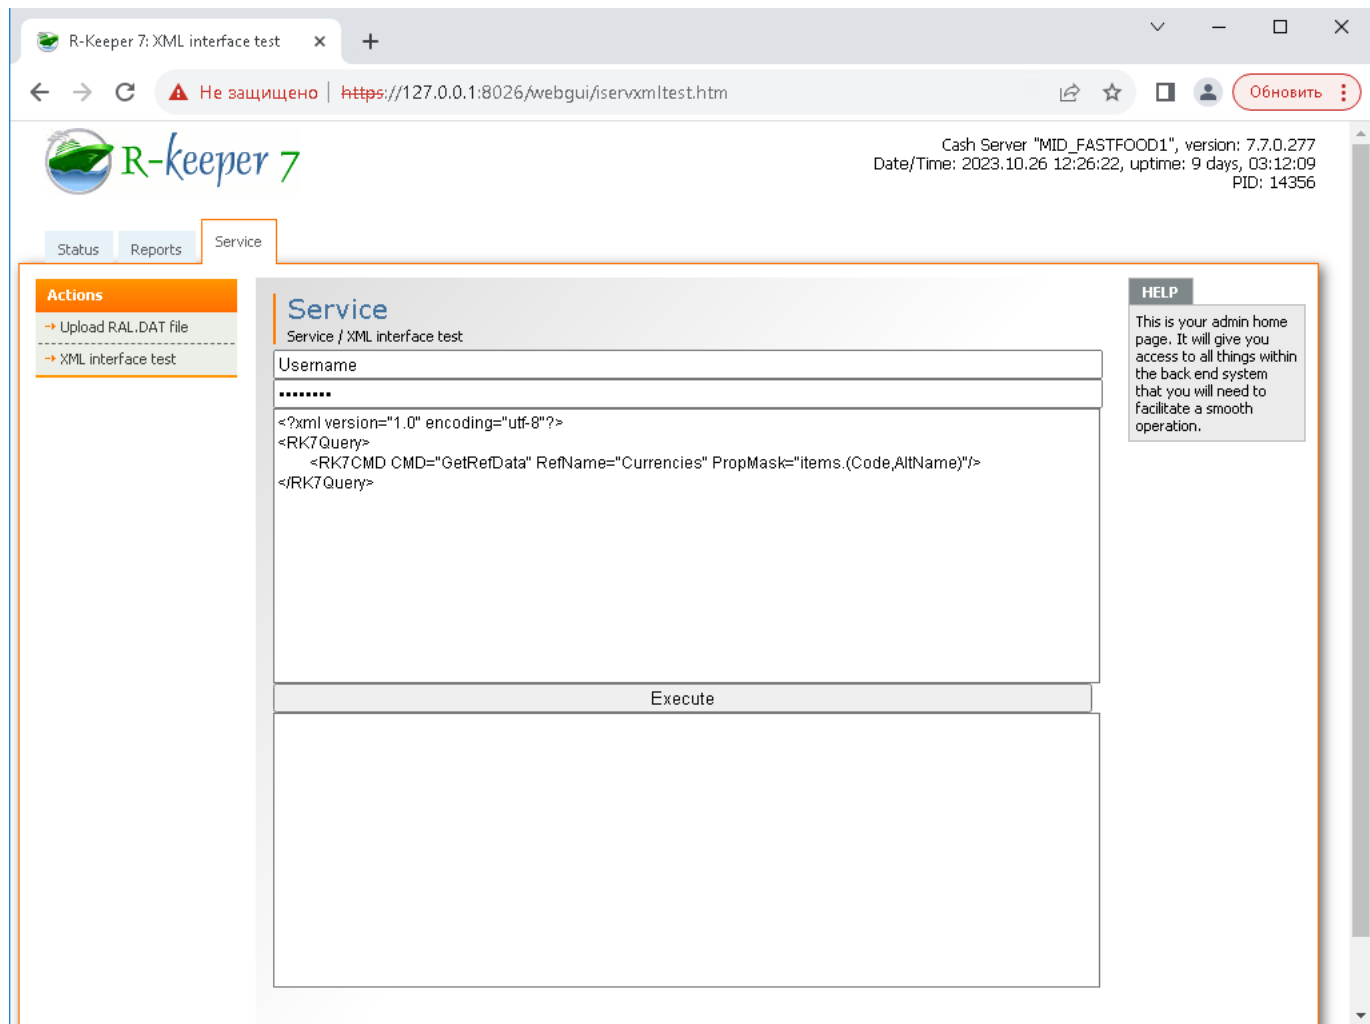 R-Keeper 7: XML interface test
Не защищено https://127.0.0.1:8026/webgui/iservxmltest.htm
Обновить
R-keeper 7
Cash Server "MID_FASTFOOD1", version: 7.7.0.277
Date/Time: 2023.10.26 12:26:22, uptime: 9 days, 03:12:09
PID: 14356
Status Reports Service
Actions
Upload RAL.DAT file
XML interface test
Service
Service / XML interface test
Username
••••••••
<?xml version="1.0" encoding="utf-8"?>
<RK7Query>
<RK7CMD CMD="GetRefData" RefName="Currencies" PropMask="items.(Code,AltName)"/>
</RK7Query>
Execute
HELP
This is your admin home
page. It will give you
access to all things within
the back end system
that you will need to
facilitate a smooth
operation.